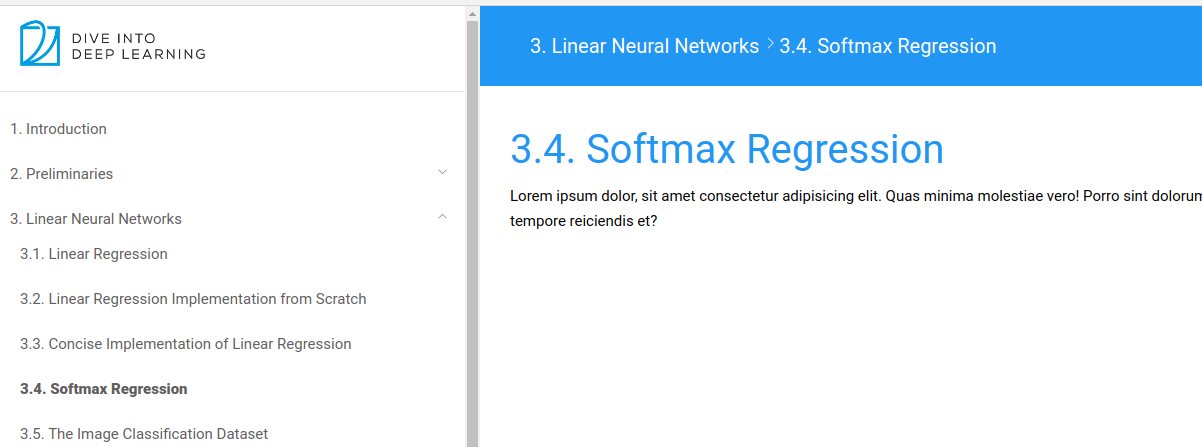 DIVE INTO
DEEP LEARNING
1. Introduction
2. Preliminaries
3. Linear Neural Networks
3.1. Linear Regression
3.2. Linear Regression Implementation from Scratch
3.3. Concise Implementation of Linear Regression
3.4. Softmax Regression
3.5. The Image Classification Dataset
3. Linear Neural Networks > 3.4. Softmax Regression
3.4. Softmax Regression
Lorem ipsum dolor, sit amet consectetur adipisicing elit. Quas minima molestiae vero! Porro sint dolorum
tempore reiciendis et?